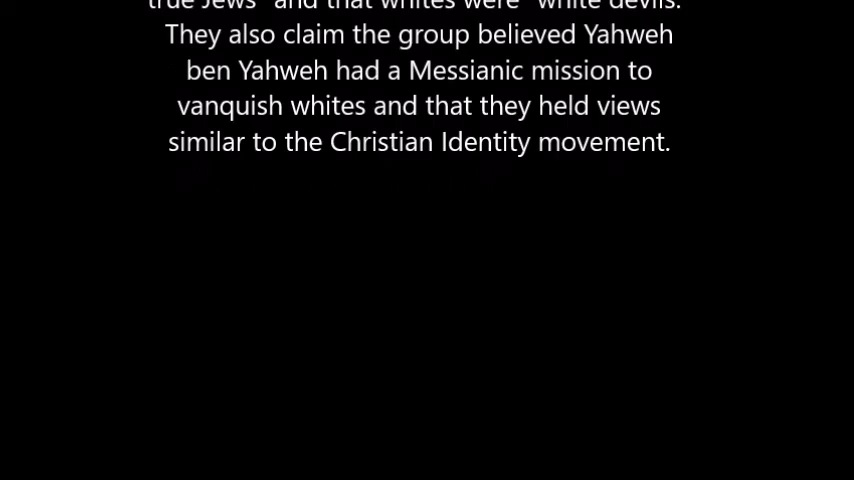 true Jews" and that whites were "white devils."
They also claim the group believed Yahweh
ben Yahweh had a Messianic mission to
vanquish whites and that they held views
similar to the Christian Identity movement.